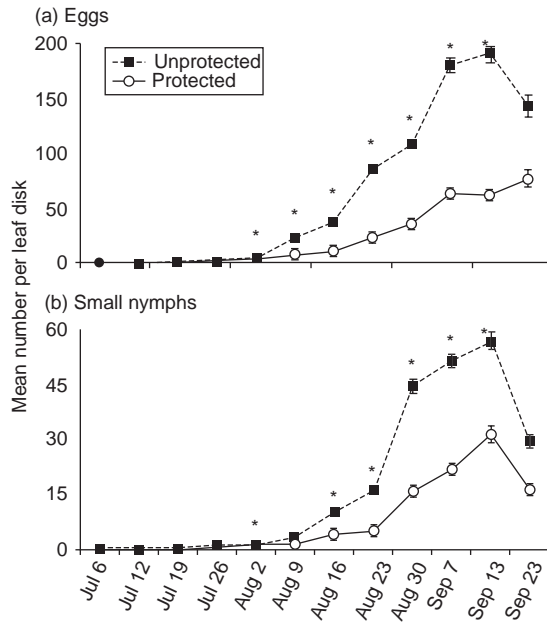 (a) Eggs
200
150
100
50
0
Unprotected
Protected
* * * * * * *
Mean number per leaf disk
(b) Small nymphs
60
45
30
15
0
* * * * * *
Jul 6
Jul 12
Jul 19
Jul 26
Aug 2
Aug 9
Aug 16
Aug 23
Aug 30
Sep 7
Sep 13
Sep 23